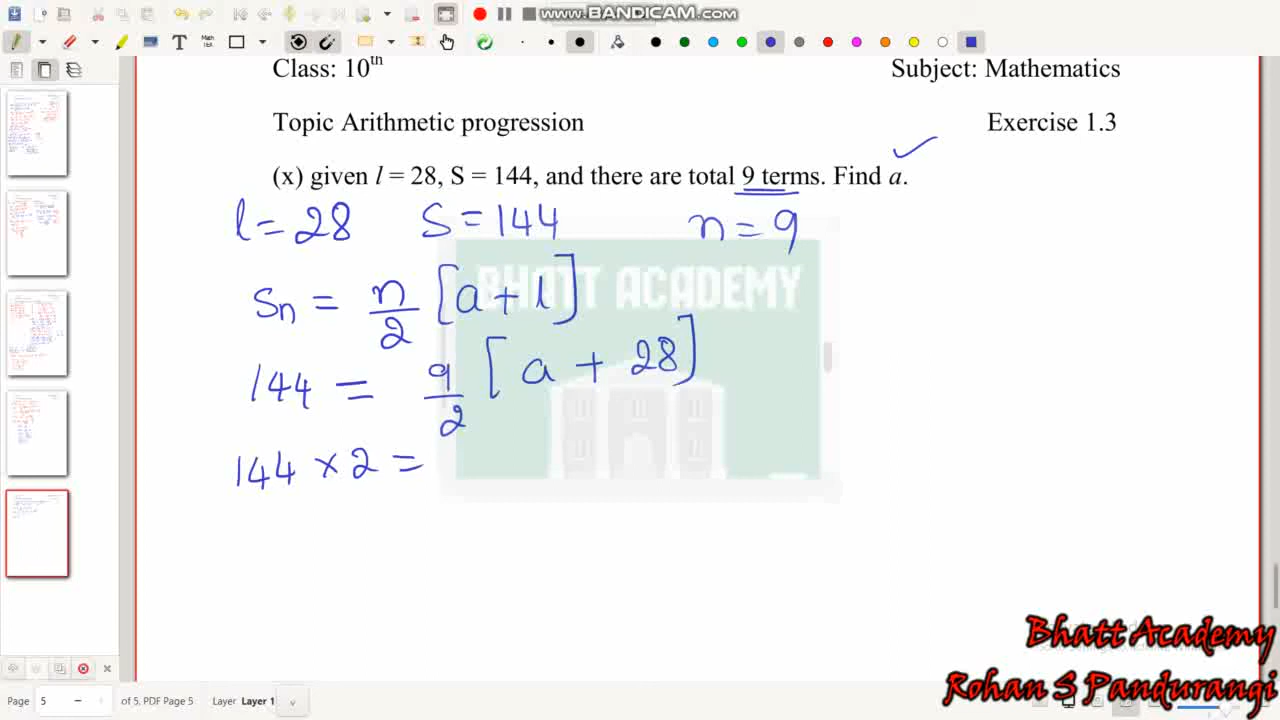 www.BANDICAM.com
Class: 10th
Subject: Mathematics
Topic Arithmetic progression
Exercise 1.3
(x) given l = 28, S = 144, and there are total 9 terms. Find a.
l = 28 S = 144 n = 9
BHATT ACADEMY
Sn = n/2 [a + l]
144 = 9/2 [a + 28]
144 × 2 =
Bhatt Academy
Rohan S Pandurangi
Page 5 of 5, PDF Page 5 Layer Layer 1